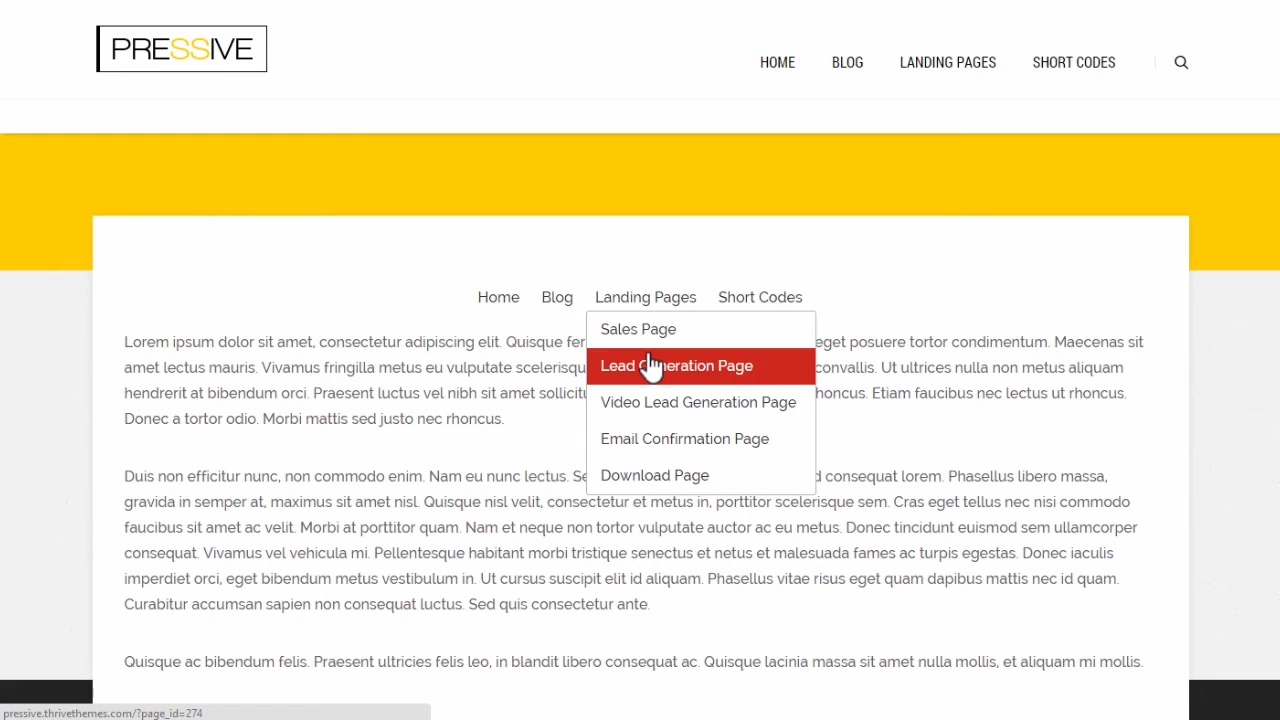 PRESSIVE
HOME BLOG LANDING PAGES SHORT CODES
Home Blog Landing Pages Short Codes
Sales Page
Lead Generation Page
Video Lead Generation Page
Email Confirmation Page
Download Page
Lorem ipsum dolor sit amet, consectetur adipiscing elit. Quisque fer eget posuere tortor condimentum. Maecenas sit
amet lectus mauris. Vivamus fringilla metus eu vulputate scelerisqu convallis. Ut ultrices nulla non metus aliquam
hendrerit at bibendum orci. Praesent luctus vel nibh sit amet sollicit rhoncus. Etiam faucibus nec lectus ut rhoncus.
Donec a tortor odio. Morbi mattis sed justo nec rhoncus.
Duis non efficitur nunc, non commodo enim. Nam eu nunc lectus. Se d consequat lorem. Phasellus libero massa,
gravida in semper at, maximus sit amet nisl. Quisque nisl velit, consectetur et metus in, porttitor scelerisque sem. Cras eget tellus nec nisi commodo
faucibus sit amet ac velit. Morbi at porttitor quam. Nam et neque non tortor vulputate auctor ac eu metus. Donec tincidunt euismod sem ullamcorper
consequat. Vivamus vel vehicula mi. Pellentesque habitant morbi tristique senectus et netus et malesuada fames ac turpis egestas. Donec iaculis
imperdiet orci, eget bibendum metus vestibulum in. Ut cursus suscipit elit id aliquam. Phasellus vitae risus eget quam dapibus mattis nec id quam.
Curabitur accumsan sapien non consequat luctus. Sed quis consectetur ante.
Quisque ac bibendum felis. Praesent ultricies felis leo, in blandit libero consequat ac. Quisque lacinia massa sit amet nulla mollis, et aliquam mi mollis.
pressive.thrivethemes.com/?page_id=274